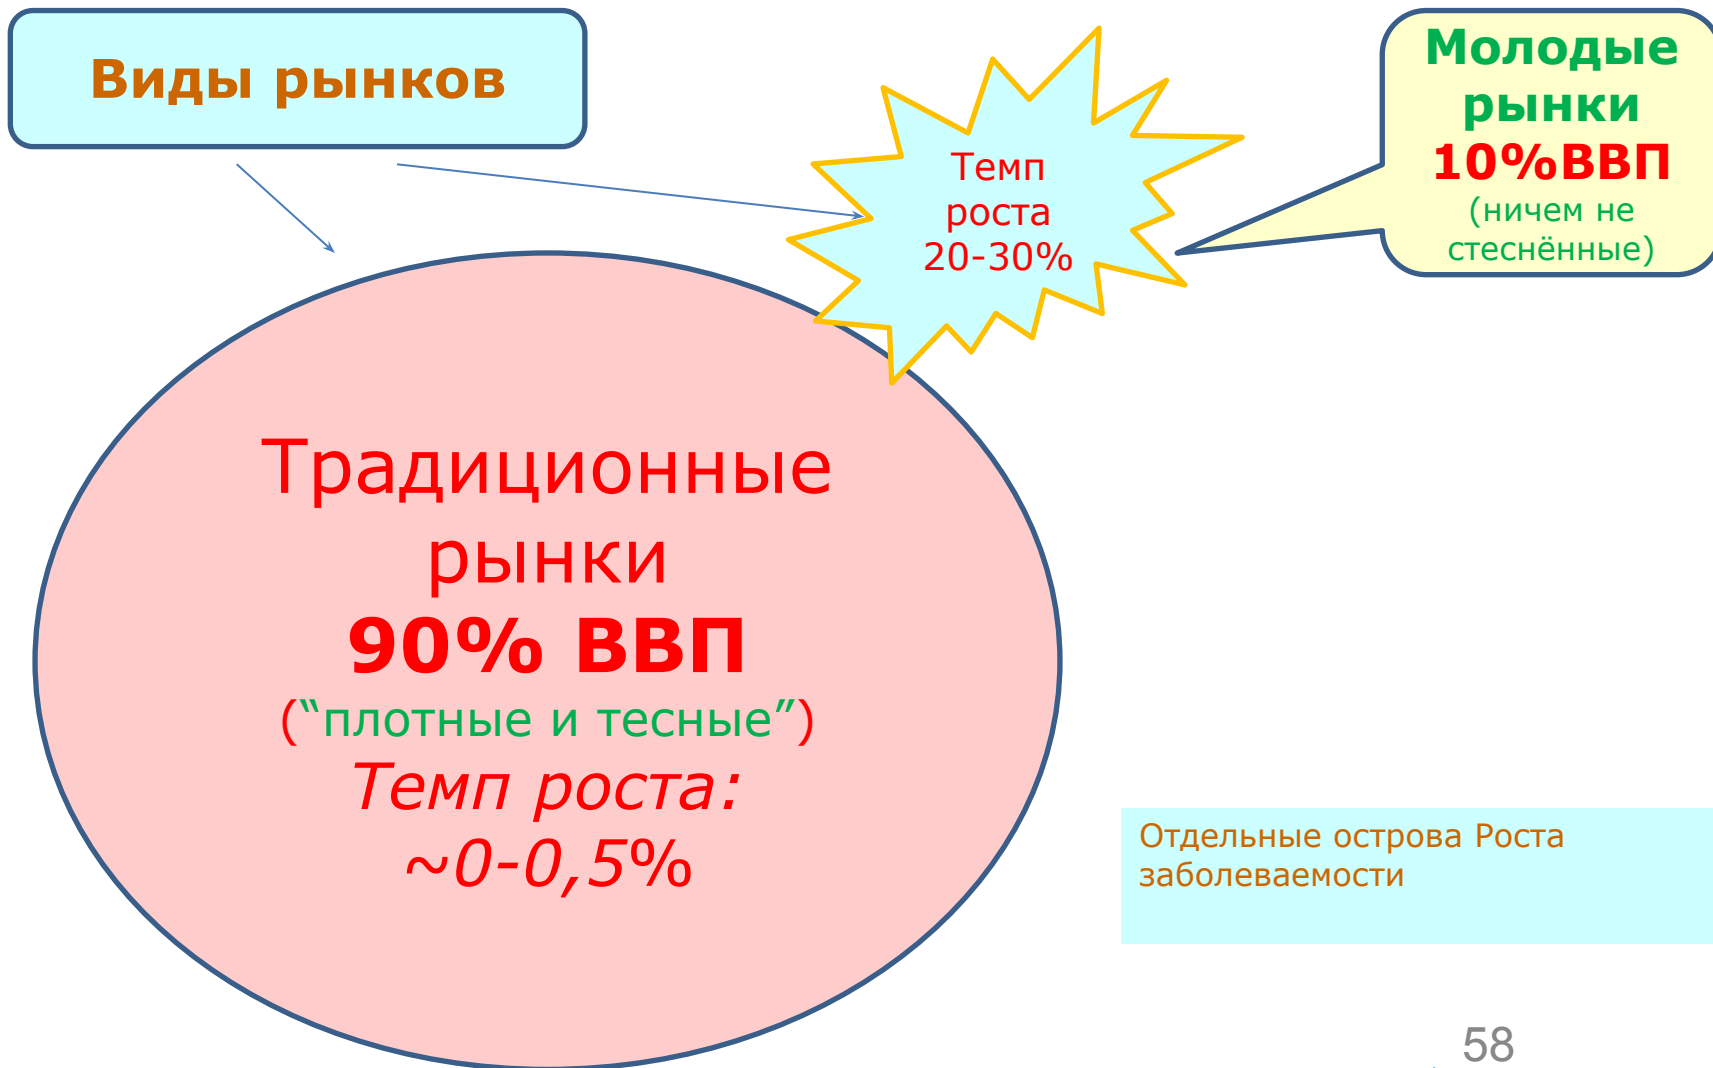 Виды рынков
Темп
роста
20-30%
Молодые
рынки
10%ВВП
(ничем не
стеснённые)
Традиционные
рынки
90% ВВП
(“плотные и тесные”)
Темп роста:
~0-0,5%
Отдельные острова Роста
заболеваемости
58